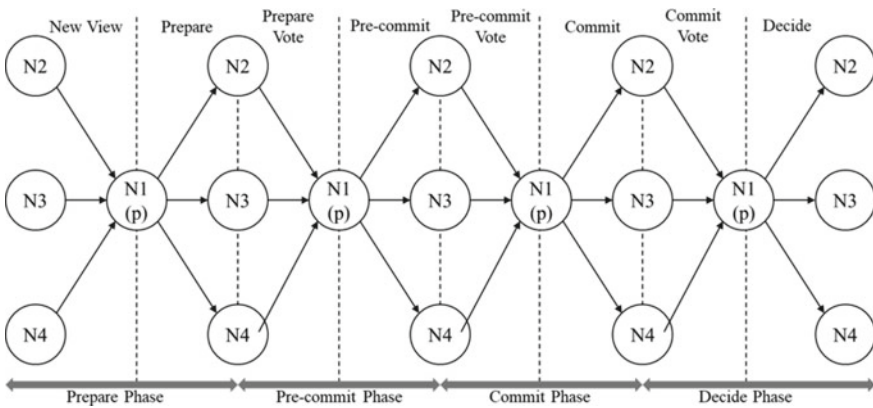 New View Prepare Prepare Vote Pre-commit Pre-commit Vote Commit Commit Vote Decide
N2 N2 N2 N2 N2
N3 N1 (p) N3 N1 (p) N3 N1 (p) N3 N1 (p) N3
N4 N4 N4 N4 N4
Prepare Phase Pre-commit Phase Commit Phase Decide Phase